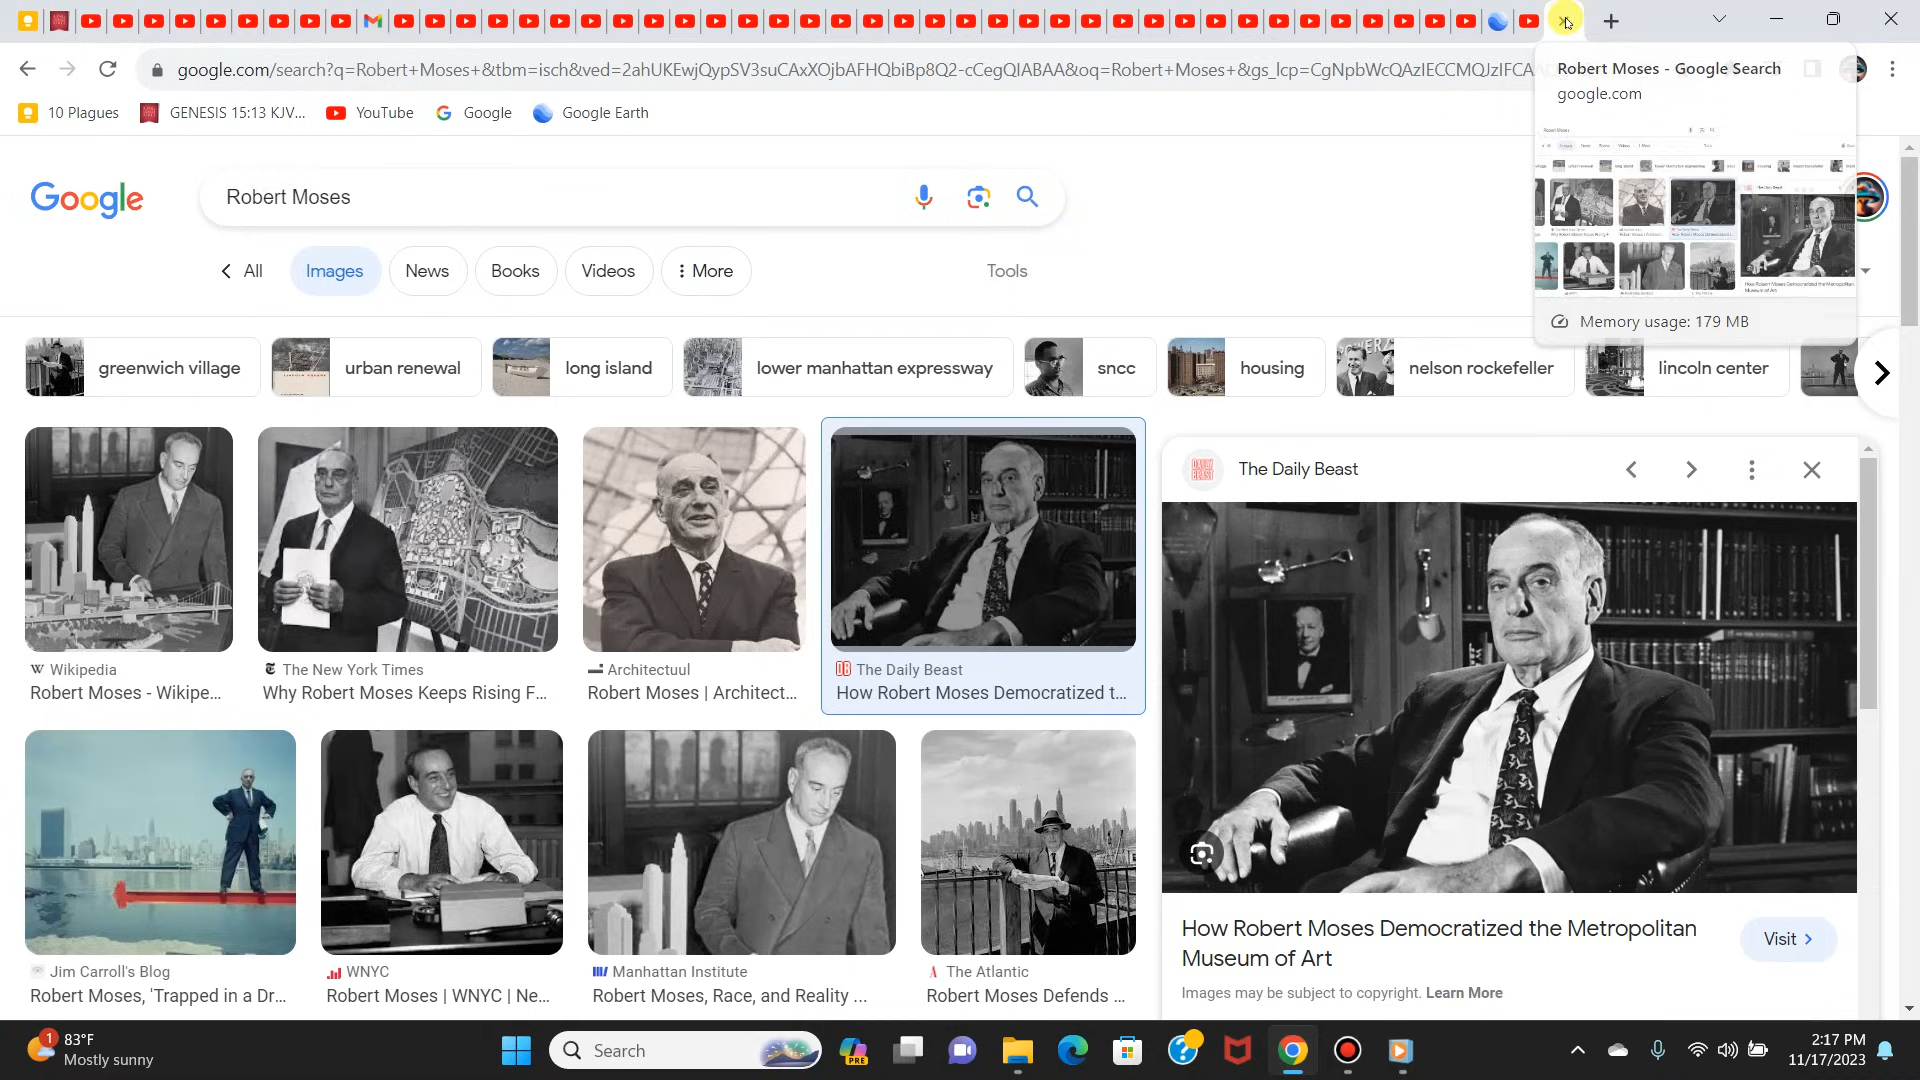 google.com/search?q=Robert+Moses+&tbm=isch&ved=2ahUKEwjQypSV3suCAxXOjbAFHQbiBp8Q2-cCegQIABAA&oq=Robert+Moses+&gs_lcp=CgNpbWcQAzIECCMQJzIFCAA
Robert Moses - Google Search
google.com
10 Plagues
GENESIS 15:13 KJV...
YouTube
Google
Google Earth
Google
Robert Moses
All
Images
News
Books
Videos
More
Tools
Memory usage: 179 MB
greenwich village
urban renewal
long island
lower manhattan expressway
sncc
housing
nelson rockefeller
lincoln center
The Daily Beast
Wikipedia
Robert Moses - Wikipe...
The New York Times
Why Robert Moses Keeps Rising F...
Architectuul
Robert Moses | Architect...
The Daily Beast
How Robert Moses Democratized t...
How Robert Moses Democratized the Metropolitan
Museum of Art
Visit
Images may be subject to copyright. Learn More
Jim Carroll's Blog
Robert Moses, 'Trapped in a Dr...
WNYC
Robert Moses | WNYC | Ne...
Manhattan Institute
Robert Moses, Race, and Reality ...
The Atlantic
Robert Moses Defends ...
1
83°F
Mostly sunny
Search
PRE
2:17 PM
11/17/2023